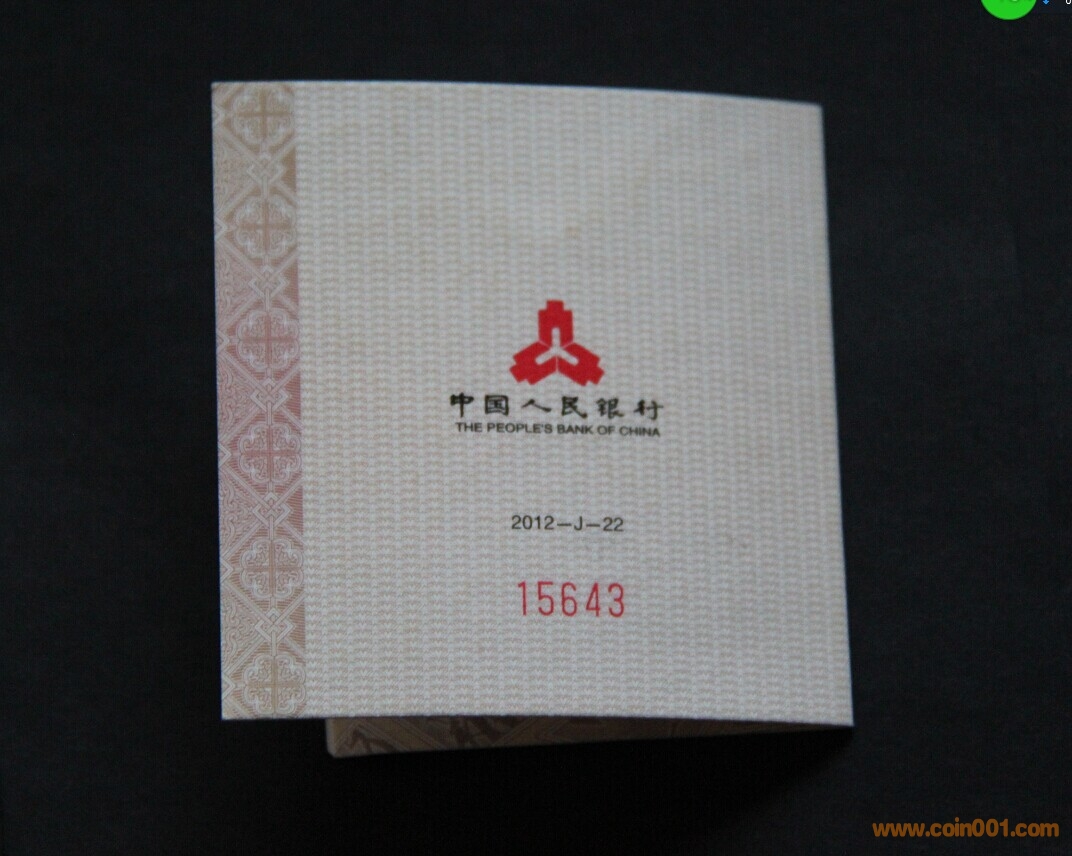 中国人民银行
THE PEOPLE'S BANK OF CHINA
2012—J—22
15643
www.coin001.com